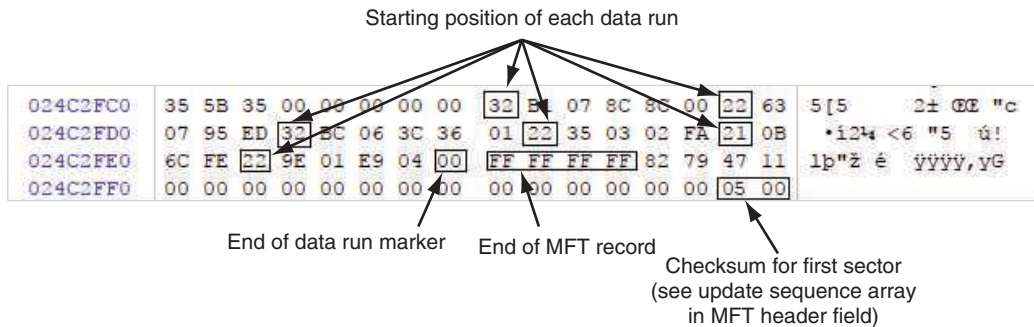 Starting position of each data run
024C2FC0 35 5B 35 00 00 00 00 00 32 B1 07 8C 8C 00 22 63 5[5 2± ŒŒ "c
024C2FD0 07 95 ED 32 BC 06 3C 36 01 22 35 03 02 FA 21 0B •í2¼ <6 "5 ú!
024C2FE0 6C FE 22 9E 01 E9 04 00 FF FF FF FF 82 79 47 11 lþ"ž é ÿÿÿÿ‚yG
024C2FF0 00 00 00 00 00 00 00 00 00 00 00 00 00 00 05 00
End of data run marker
End of MFT record
Checksum for first sector
(see update sequence array
in MFT header field)